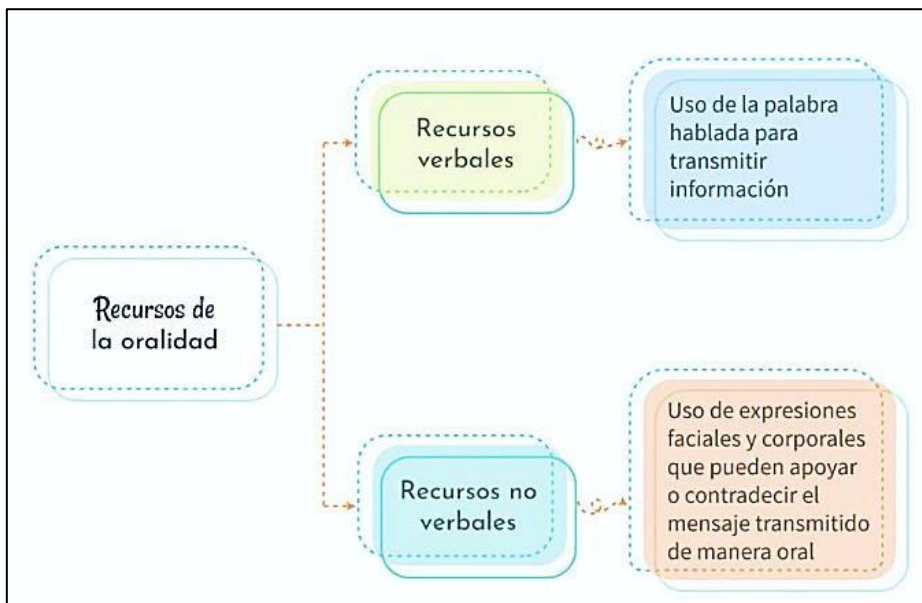 Recursos de
la oralidad
Recursos
verbales
Uso de la palabra
hablada para
transmitir
información
Recursos no
verbales
Uso de expresiones
faciales y corporales
que pueden apoyar
o contradecir el
mensaje transmitido
de manera oral